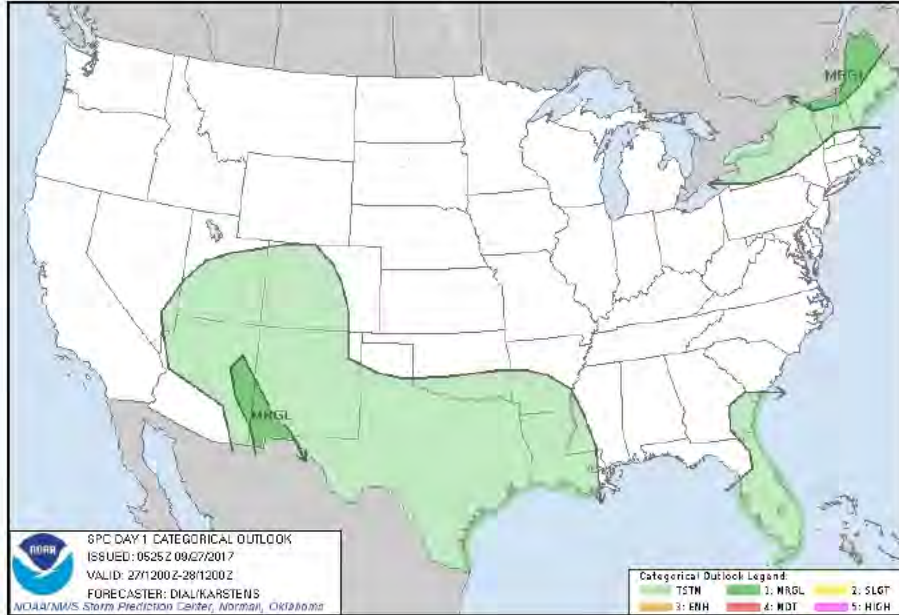 MRGL
MRGL
SPC DAY 1 CATEGORICAL OUTLOOK
ISSUED: 0525Z 09/27/2017
VALID: 27/1200Z-28/1200Z
FORECASTER: DIAL/KARSTENS
NOAA/NWS Storm Prediction Center, Norman, Oklahoma
NOAA
Categorical Outlook Legend:
TSTM 1: MRGL 2: SLGT
3: ENH 4: MDT 5: HIGH